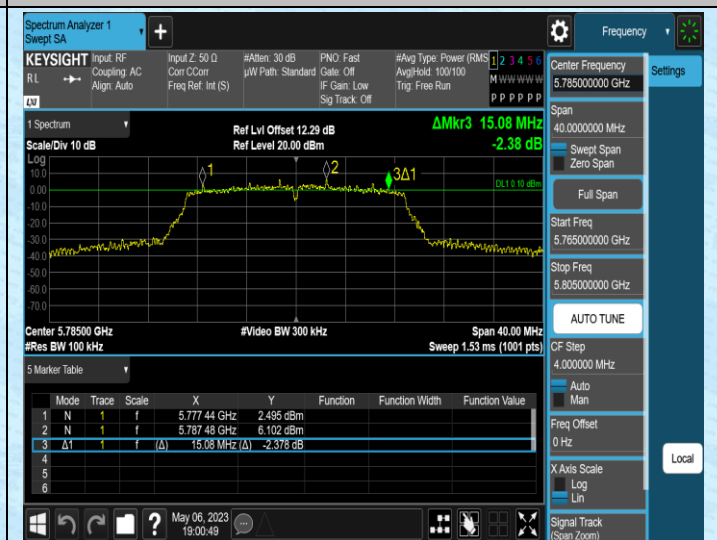 Spectrum Analyzer 1
Swept SA
Frequency
KEYSIGHT
RL
LXI
Input: RF
Coupling: AC
Align: Auto
Input Z: 50 Ω
Corr CCorr
Freq Ref: Int (S)
#Atten: 30 dB
µW Path: Standard
PNO: Fast
Gate: Off
IF Gain: Low
Sig Track: Off
#Avg Type: Power (RMS
Avg|Hold: 100/100
Trig: Free Run
1 2 3 4 5 6
M W W W W W
P P P P P P
1 Spectrum
Scale/Div 10 dB
Ref Lvl Offset 12.29 dB
Ref Level 20.00 dBm
ΔMkr3 15.08 MHz
-2.38 dB
Log
10.0
0.00
-10.0
-20.0
-30.0
-40.0
-50.0
-60.0
-70.0
1
2
3Δ1
DL1 0.10 dBm
Center 5.78500 GHz
#Video BW 300 kHz
Span 40.00 MHz
#Res BW 100 kHz
Sweep 1.53 ms (1001 pts)
5 Marker Table
Mode Trace Scale X Y Function Function Width Function Value
1 N 1 f 5.777 44 GHz 2.495 dBm
2 N 1 f 5.787 48 GHz 6.102 dBm
3 Δ1 1 f (Δ) 15.08 MHz (Δ) -2.378 dB
4
5
6
May 06, 2023
19:00:49
Center Frequency
5.785000000 GHz
Settings
Span
40.0000000 MHz
Swept Span
Zero Span
Full Span
Start Freq
5.765000000 GHz
Stop Freq
5.805000000 GHz
AUTO TUNE
CF Step
4.000000 MHz
Auto
Man
Freq Offset
0 Hz
Local
X Axis Scale
Log
Lin
Signal Track
(Span Zoom)